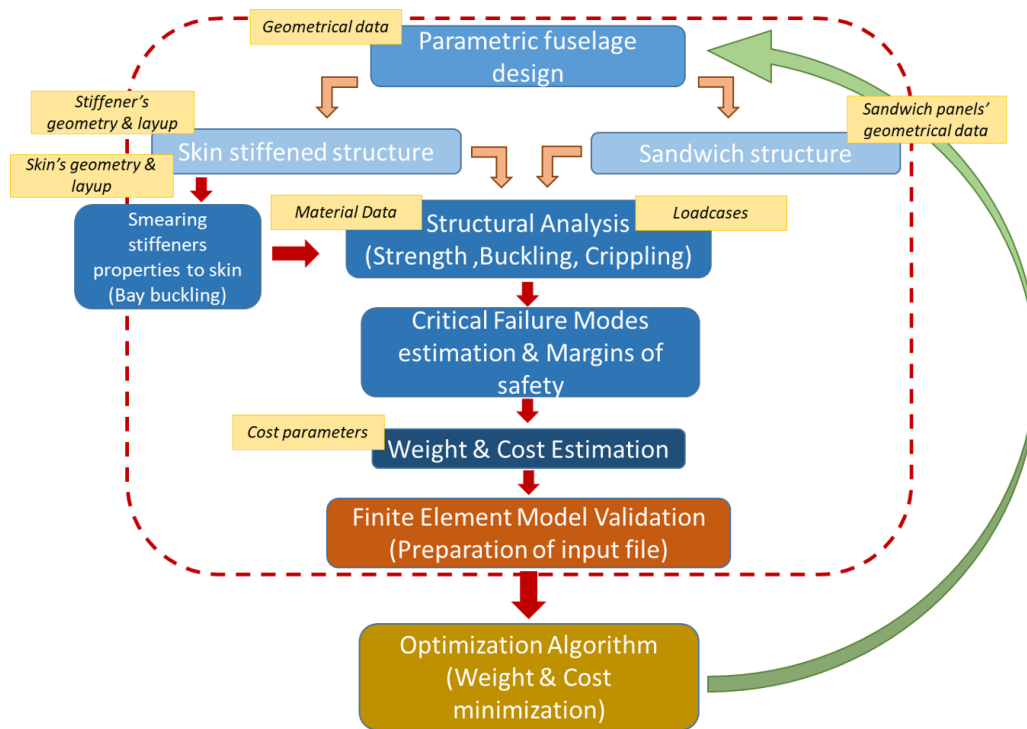 Geometrical data
Parametric fuselage
design
Stiffener's
geometry & layup
Sandwich panels'
geometrical data
Skin stiffened structure
Sandwich structure
Skin's geometry &
layup
Smearing
stiffeners
properties to skin
(Bay buckling)
Material Data
Loadcases
Structural Analysis
(Strength ,Buckling, Crippling)
Critical Failure Modes
estimation & Margins of
safety
Cost parameters
Weight & Cost Estimation
Finite Element Model Validation
(Preparation of input file)
Optimization Algorithm
(Weight & Cost
minimization)